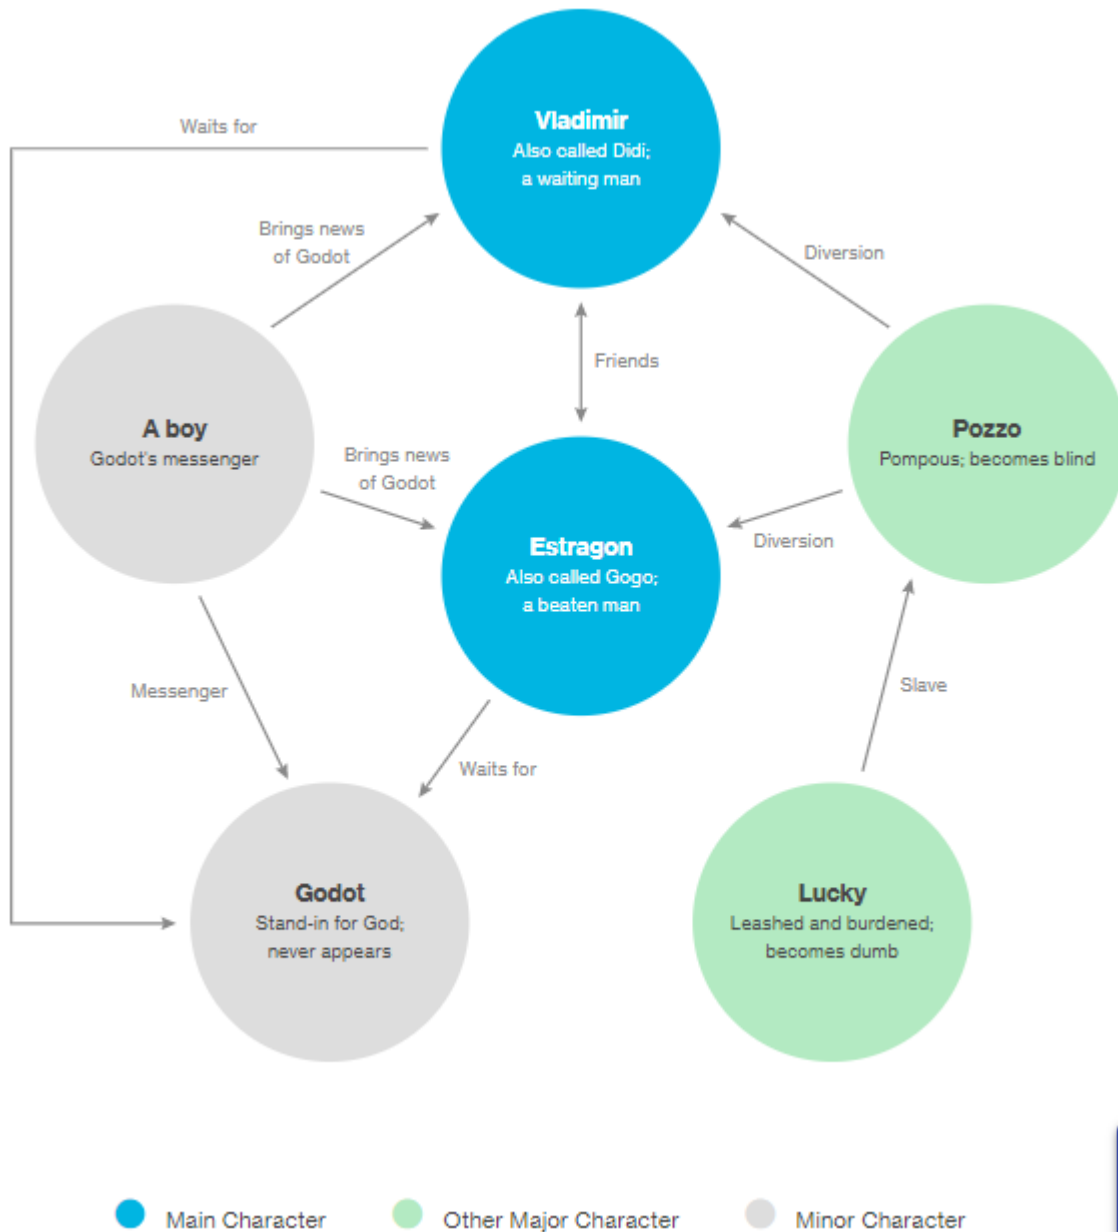 Waits for
Vladimir
Also called Didi;
a waiting man
Brings news
of Godot
Diversion
Friends
A boy
Godot's messenger
Pozzo
Pompous; becomes blind
Brings news
of Godot
Estragon
Also called Gogo;
a beaten man
Diversion
Messenger
Slave
Waits for
Godot
Stand-in for God;
never appears
Lucky
Leashed and burdened;
becomes dumb
Main Character
Other Major Character
Minor Character